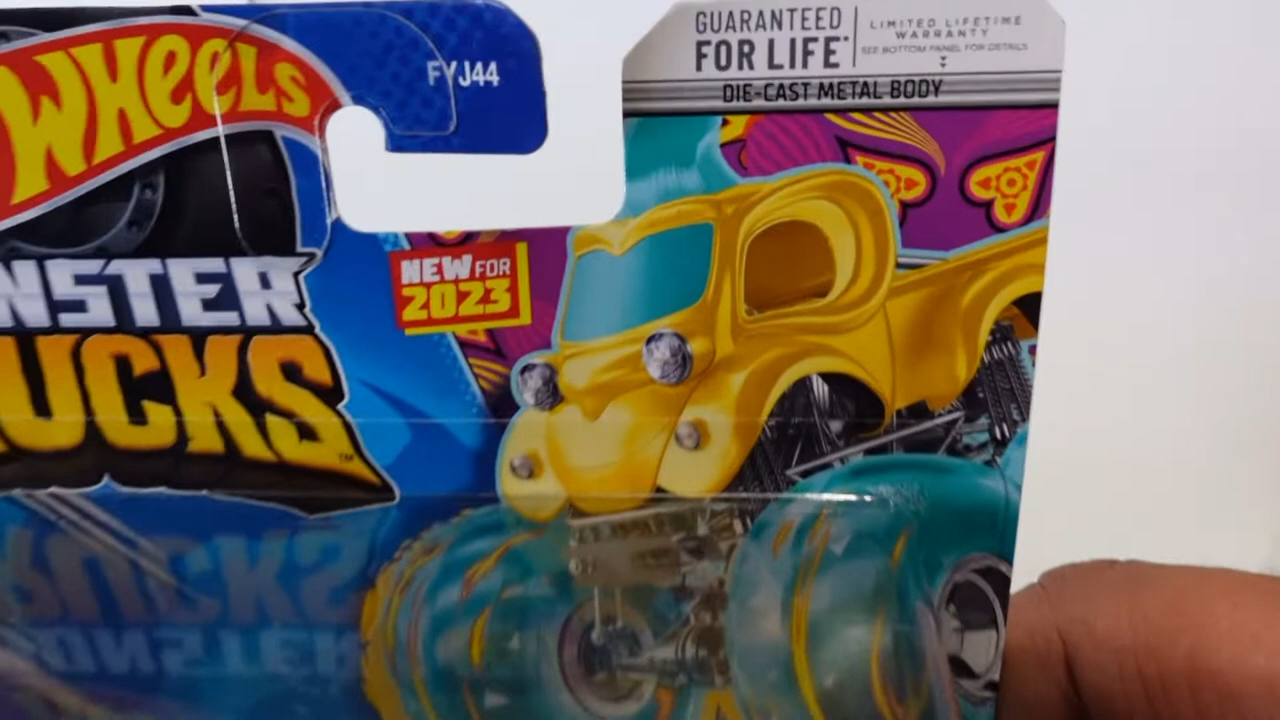 WHEELS
FYJ44
GUARANTEED
FOR LIFE*
LIMITED LIFETIME
WARRANTY
SEE BOTTOM PANEL FOR DETAILS
DIE-CAST METAL BODY
NEW FOR
2023
NSTER
UCKS
TM